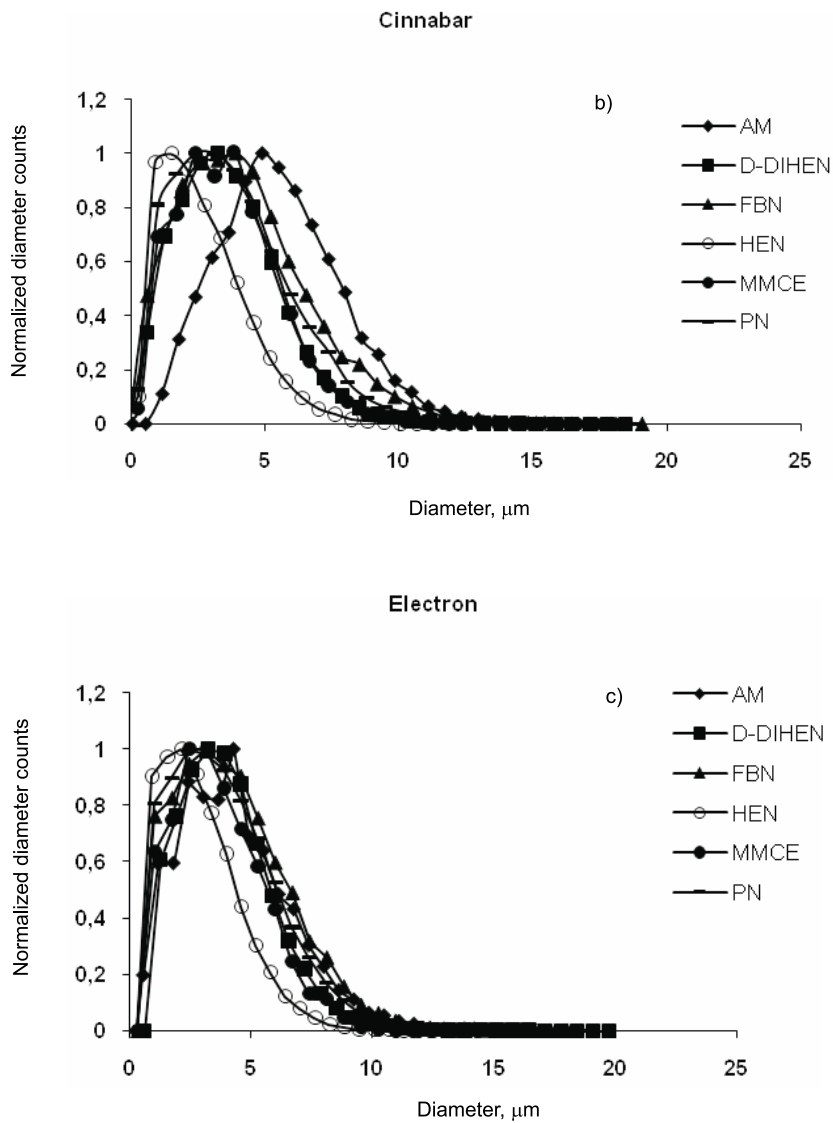 Cinnabar
b)
Normalized diameter counts
1,2
1
0,8
0,6
0,4
0,2
0
0 5 10 15 20 25
Diameter, μm
AM
D-DIHEN
FBN
HEN
MMCE
PN
Electron
c)
Normalized diameter counts
1,2
1
0,8
0,6
0,4
0,2
0
0 5 10 15 20 25
Diameter, μm
AM
D-DIHEN
FBN
HEN
MMCE
PN